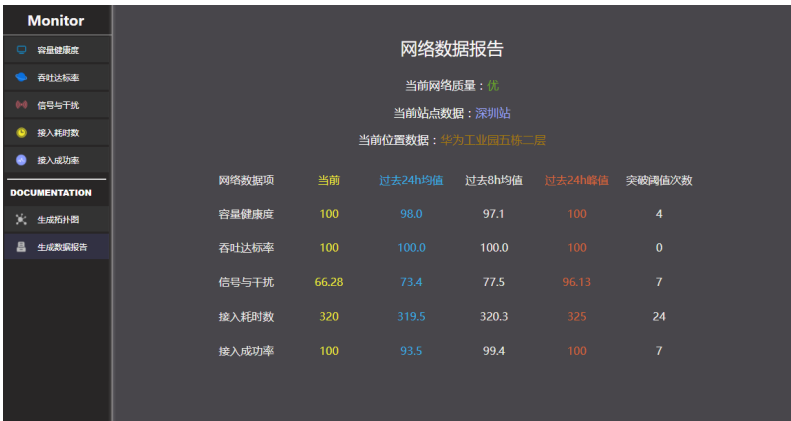 Monitor
容量健康度
吞吐达标率
信号与干扰
接入耗时数
接入成功率
DOCUMENTATION
生成拓扑图
生成数据报告
网络数据报告
当前网络质量：优
当前站点数据：深圳站
当前位置数据：华为工业园五栋二层
网络数据项 当前 过去24h均值 过去8h均值 过去24h峰值 突破阈值次数
容量健康度 100 98.0 97.1 100 4
吞吐达标率 100 100.0 100.0 100 0
信号与干扰 66.28 73.4 77.5 96.13 7
接入耗时数 320 319.5 320.3 325 24
接入成功率 100 93.5 99.4 100 7